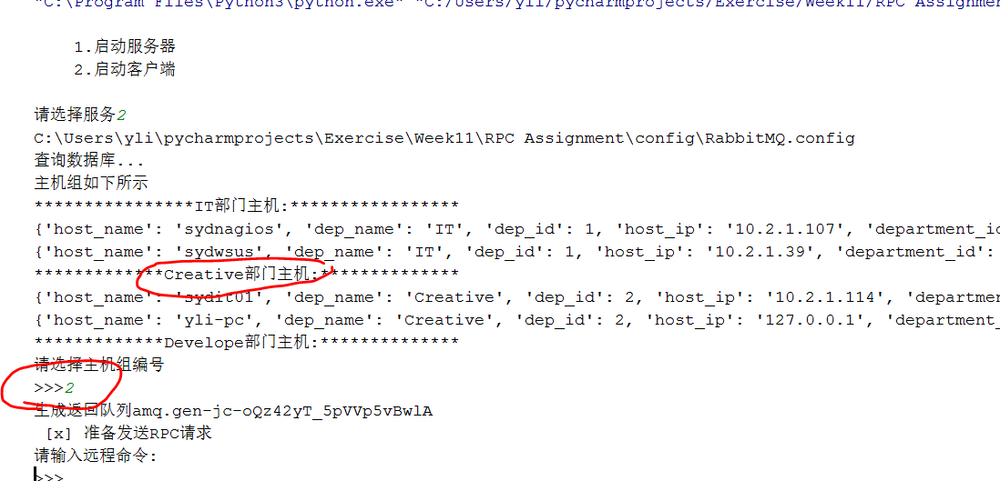 "C:\Program Files\Python3\python.exe" "C:/Users/yli/pycharmprojects/Exercise/Week11/RPC Assignmen
1.启动服务器
2.启动客户端
请选择服务2
C:\Users\yli\pycharmprojects\Exercise\Week11\RPC Assignment\config\RabbitMQ.config
查询数据库...
主机组如下所示
****************IT部门主机:*****************
{'host_name': 'sydnagios', 'dep_name': 'IT', 'dep_id': 1, 'host_ip': '10.2.1.107', 'department_id
{'host_name': 'sydwsus', 'dep_name': 'IT', 'dep_id': 1, 'host_ip': '10.2.1.39', 'department_id':
*************Creative部门主机:**************
{'host_name': 'sydit01', 'dep_name': 'Creative', 'dep_id': 2, 'host_ip': '10.2.1.114', 'departmen
{'host_name': 'yli-pc', 'dep_name': 'Creative', 'dep_id': 2, 'host_ip': '127.0.0.1', 'department_
*************Develope部门主机:**************
请选择主机组编号
>>>2
生成返回队列amq.gen-jc-oQz42yT_5pVVp5vBwlA
[x] 准备发送RPC请求
请输入远程命令:
>>>